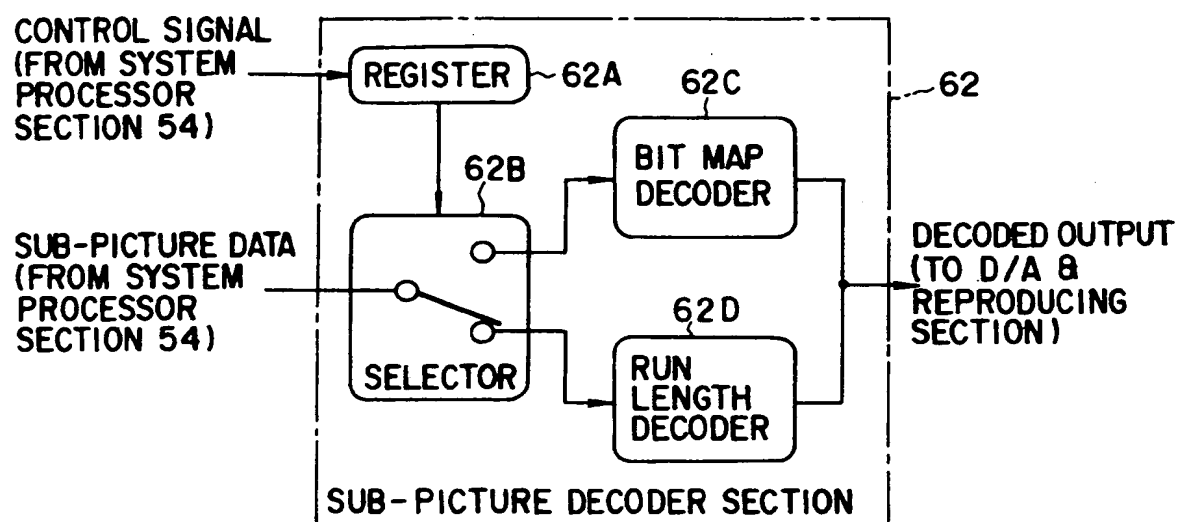 CONTROL SIGNAL
(FROM SYSTEM
PROCESSOR
SECTION 54)
REGISTER
62A
62C
62
62B
BIT MAP
DECODER
SUB-PICTURE DATA
(FROM SYSTEM
PROCESSOR
SECTION 54)
DECODED OUTPUT
(TO D/A &
REPRODUCING
SECTION)
62D
SELECTOR
RUN
LENGTH
DECODER
SUB-PICTURE DECODER SECTION